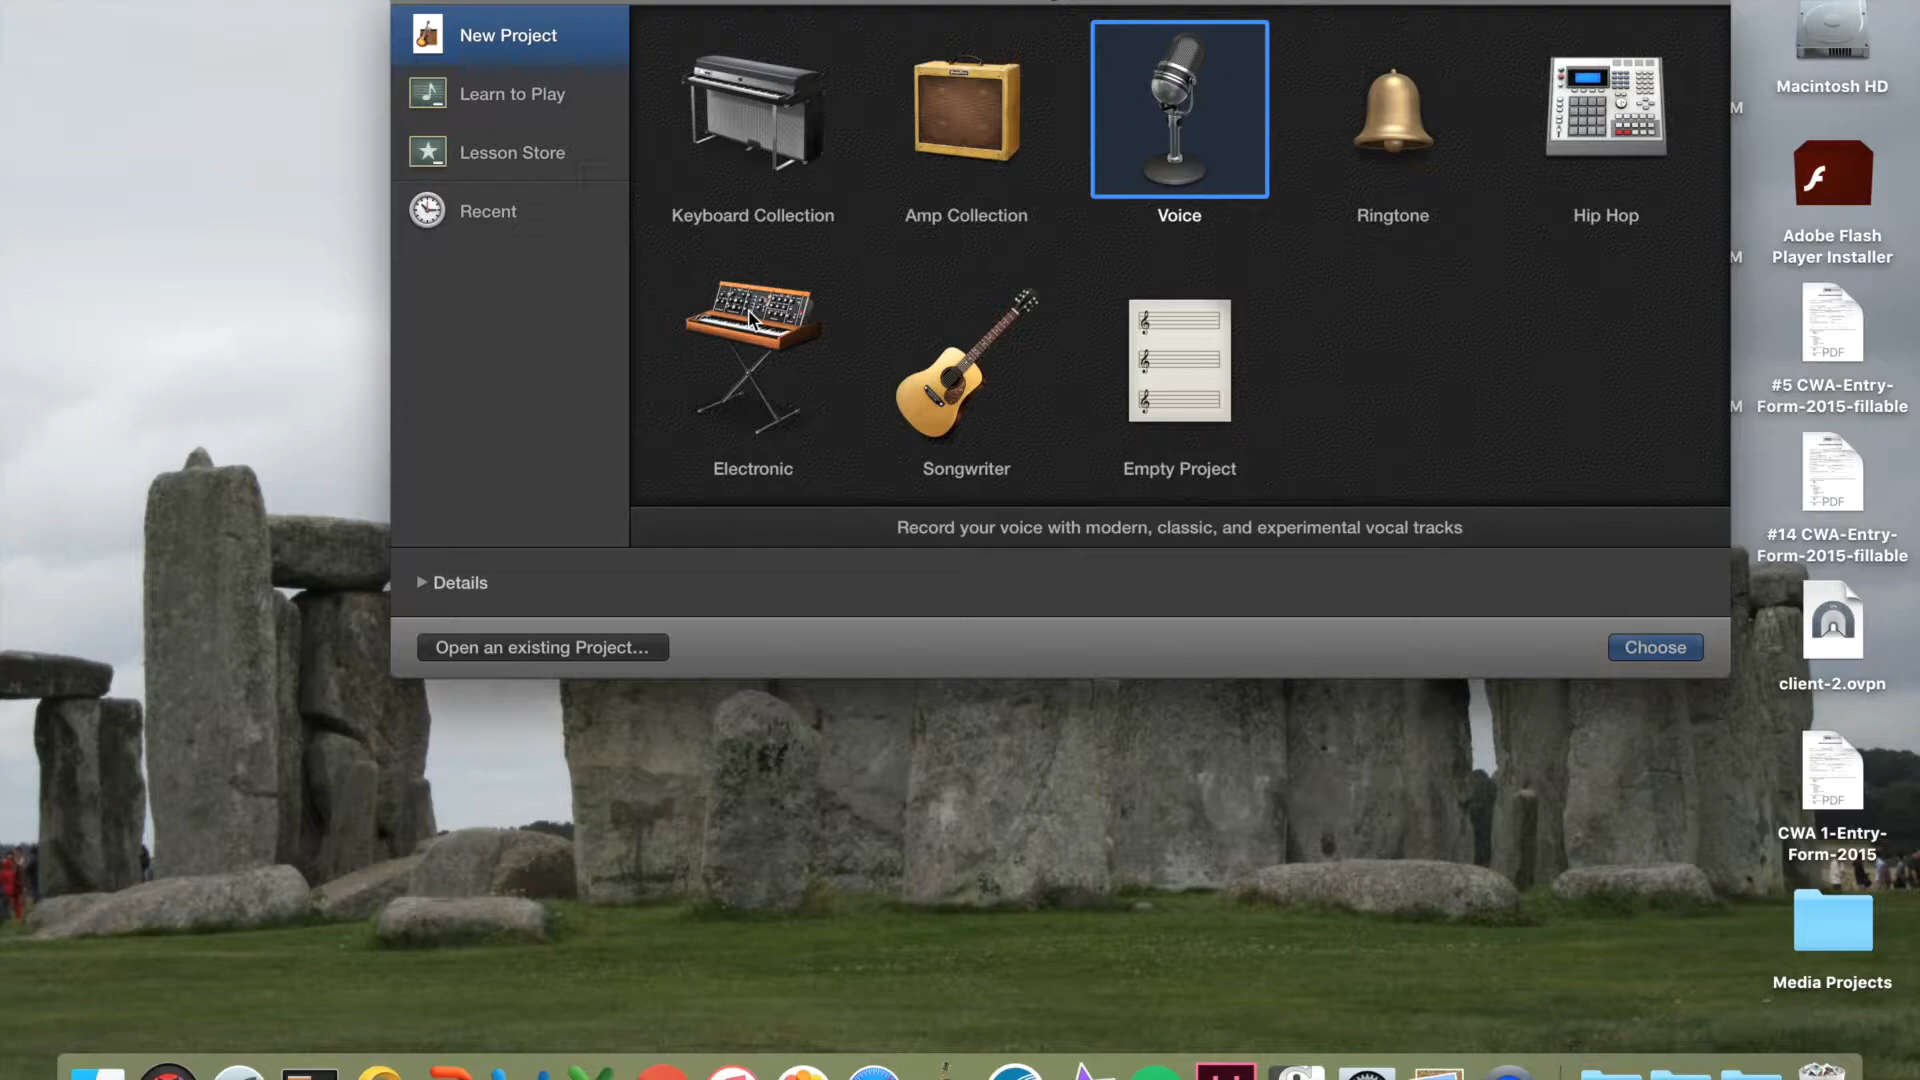 New Project
Learn to Play
Lesson Store
Recent
Keyboard Collection
Amp Collection
Voice
Ringtone
Hip Hop
Electronic
Songwriter
Empty Project
Record your voice with modern, classic, and experimental vocal tracks
Details
Open an existing Project...
Choose
Macintosh HD
M
Adobe Flash
Player Installer
M
PDF
#5 CWA-Entry-
Form-2015-fillable
M
PDF
#14 CWA-Entry-
Form-2015-fillable
client-2.ovpn
PDF
CWA 1-Entry-
Form-2015
Media Projects